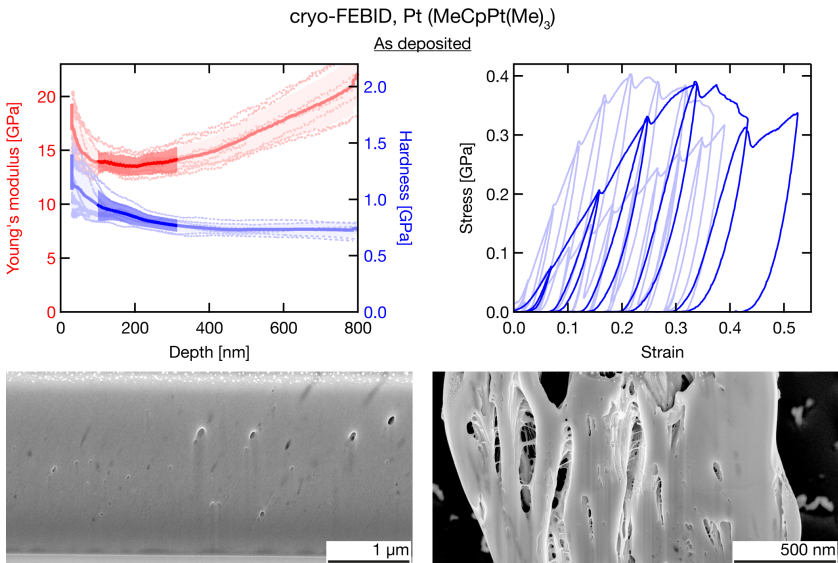 cryo-FEBID, Pt (MeCpPt(Me)₃)
As deposited
Young's modulus [GPa]
20
15
10
5
0
2.0
1.5
1.0
0.5
0.0
Hardness [GPa]
0 200 400 600 800
Depth [nm]
Stress [GPa]
0.4
0.3
0.2
0.1
0.0
0.0 0.1 0.2 0.3 0.4 0.5
Strain
1 µm
500 nm